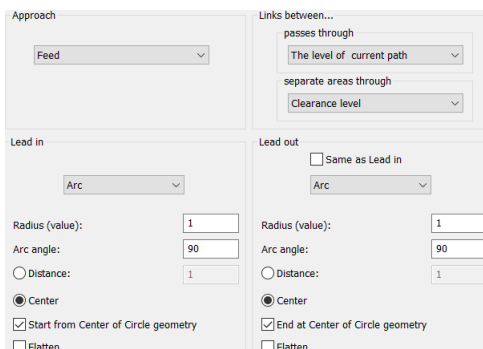 Approach
Feed
Links between...
passes through
The level of current path
separate areas through
Clearance level
Lead in
Arc
Radius (value): 1
Arc angle: 90
Distance: 1
Center
Start from Center of Circle geometry
Flatten
Lead out
Same as Lead in
Arc
Radius (value): 1
Arc angle: 90
Distance: 1
Center
End at Center of Circle geometry
Flatten